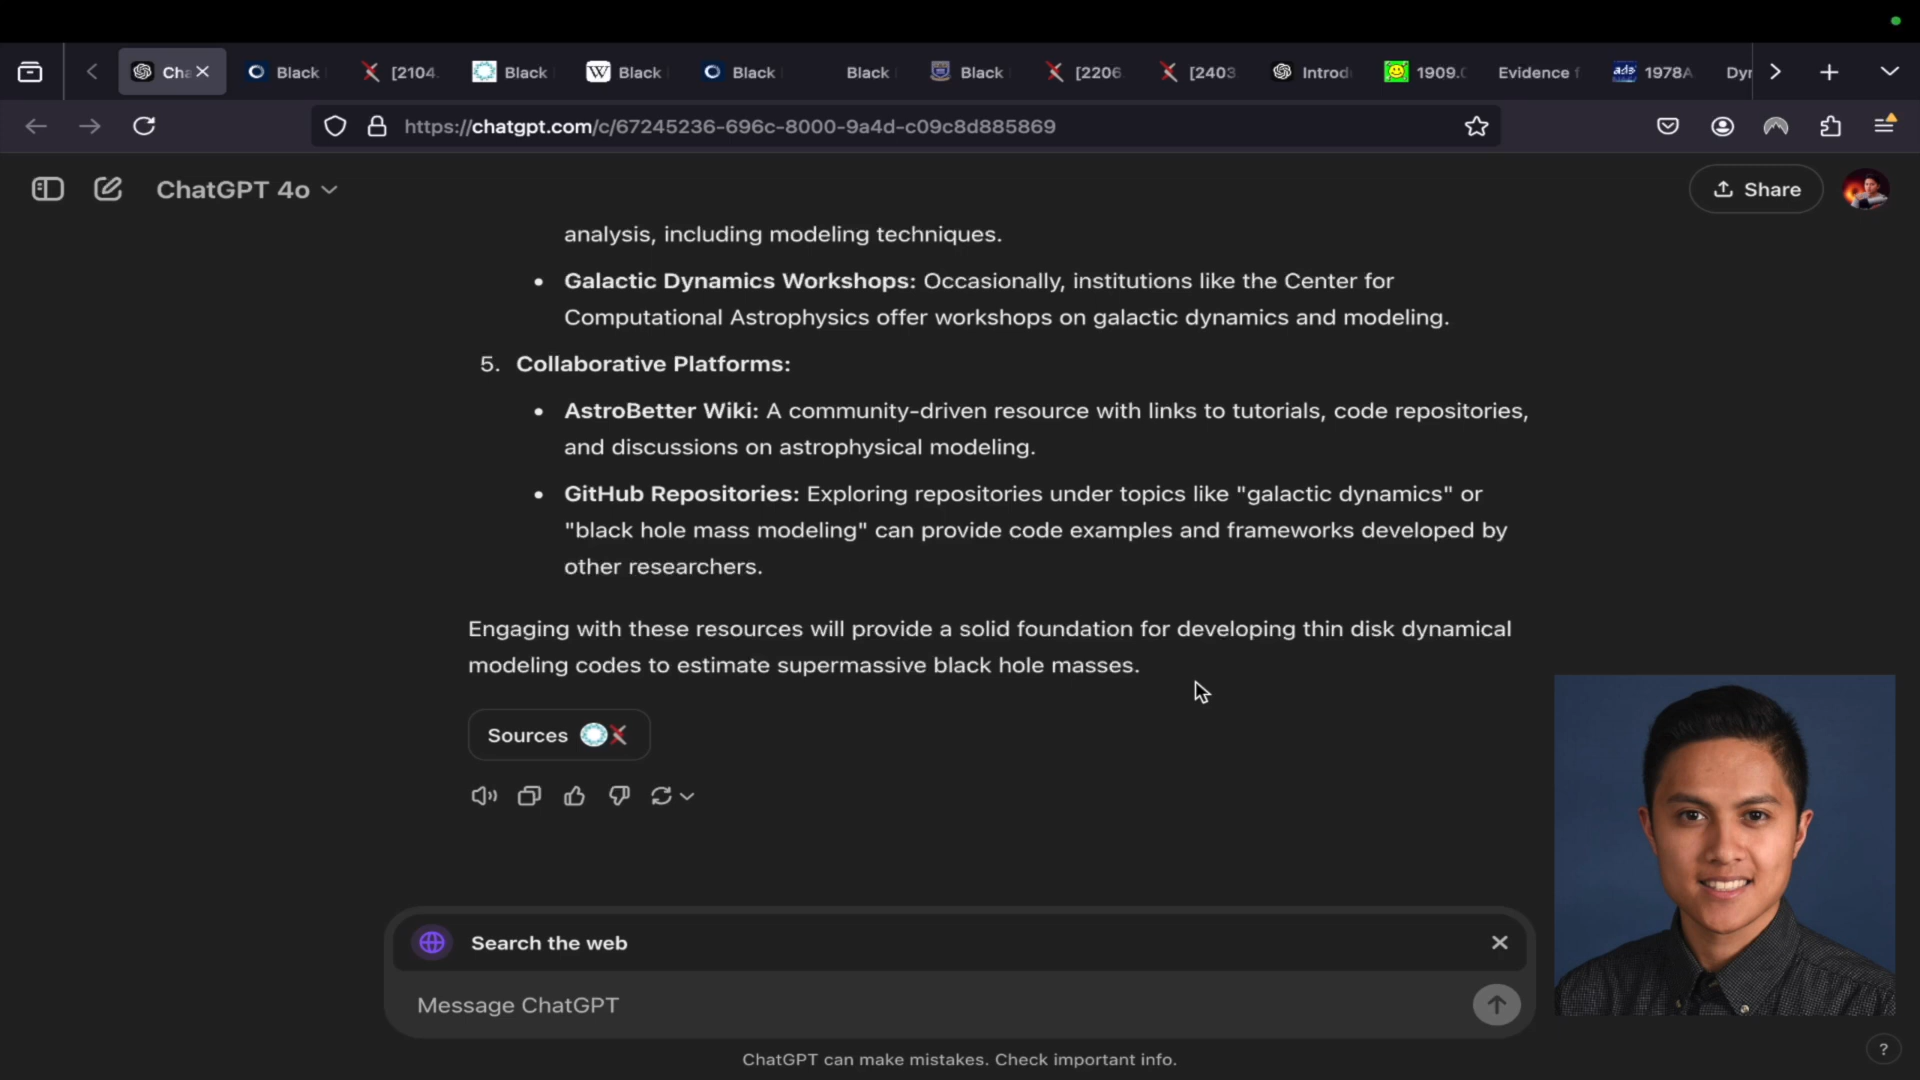 Cha
Black
[2104.
Black
W
Black
Black
Black
Black
[2206
[2403
Introd
1909.0
Evidence f
ads
1978A
Dyn
https://chatgpt.com/c/67245236-696c-8000-9a4d-c09c8d885869
ChatGPT 4o
Share
analysis, including modeling techniques.
• Galactic Dynamics Workshops: Occasionally, institutions like the Center for
Computational Astrophysics offer workshops on galactic dynamics and modeling.
5. Collaborative Platforms:
• AstroBetter Wiki: A community-driven resource with links to tutorials, code repositories,
and discussions on astrophysical modeling.
• GitHub Repositories: Exploring repositories under topics like "galactic dynamics" or
"black hole mass modeling" can provide code examples and frameworks developed by
other researchers.
Engaging with these resources will provide a solid foundation for developing thin disk dynamical
modeling codes to estimate supermassive black hole masses.
Sources
Search the web
Message ChatGPT
ChatGPT can make mistakes. Check important info.
?